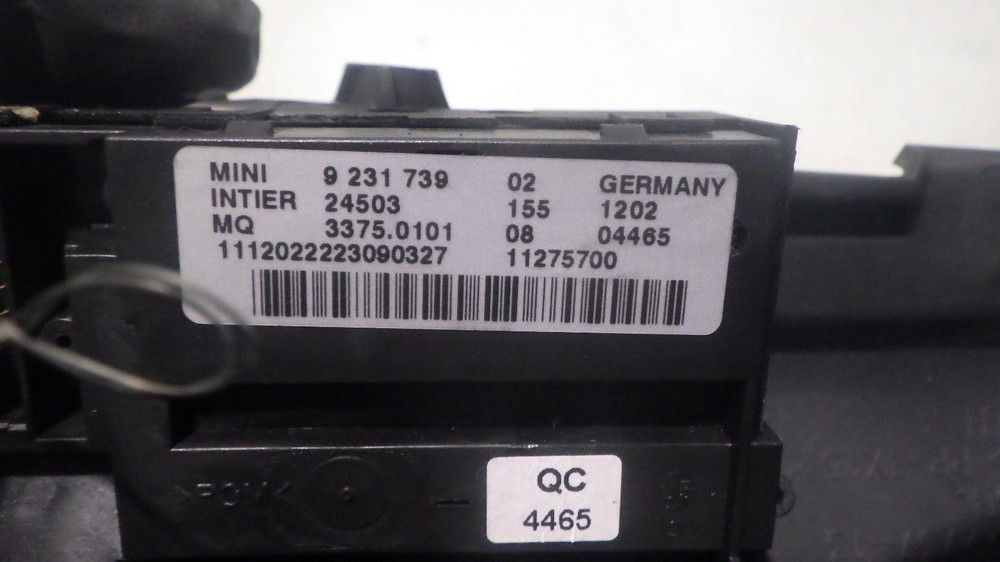 MINI 9 231 739 02 GERMANY
INTIER 24503 155 1202
MQ 3375.0101 08 04465
1112022223090327 11275700
QC
4465